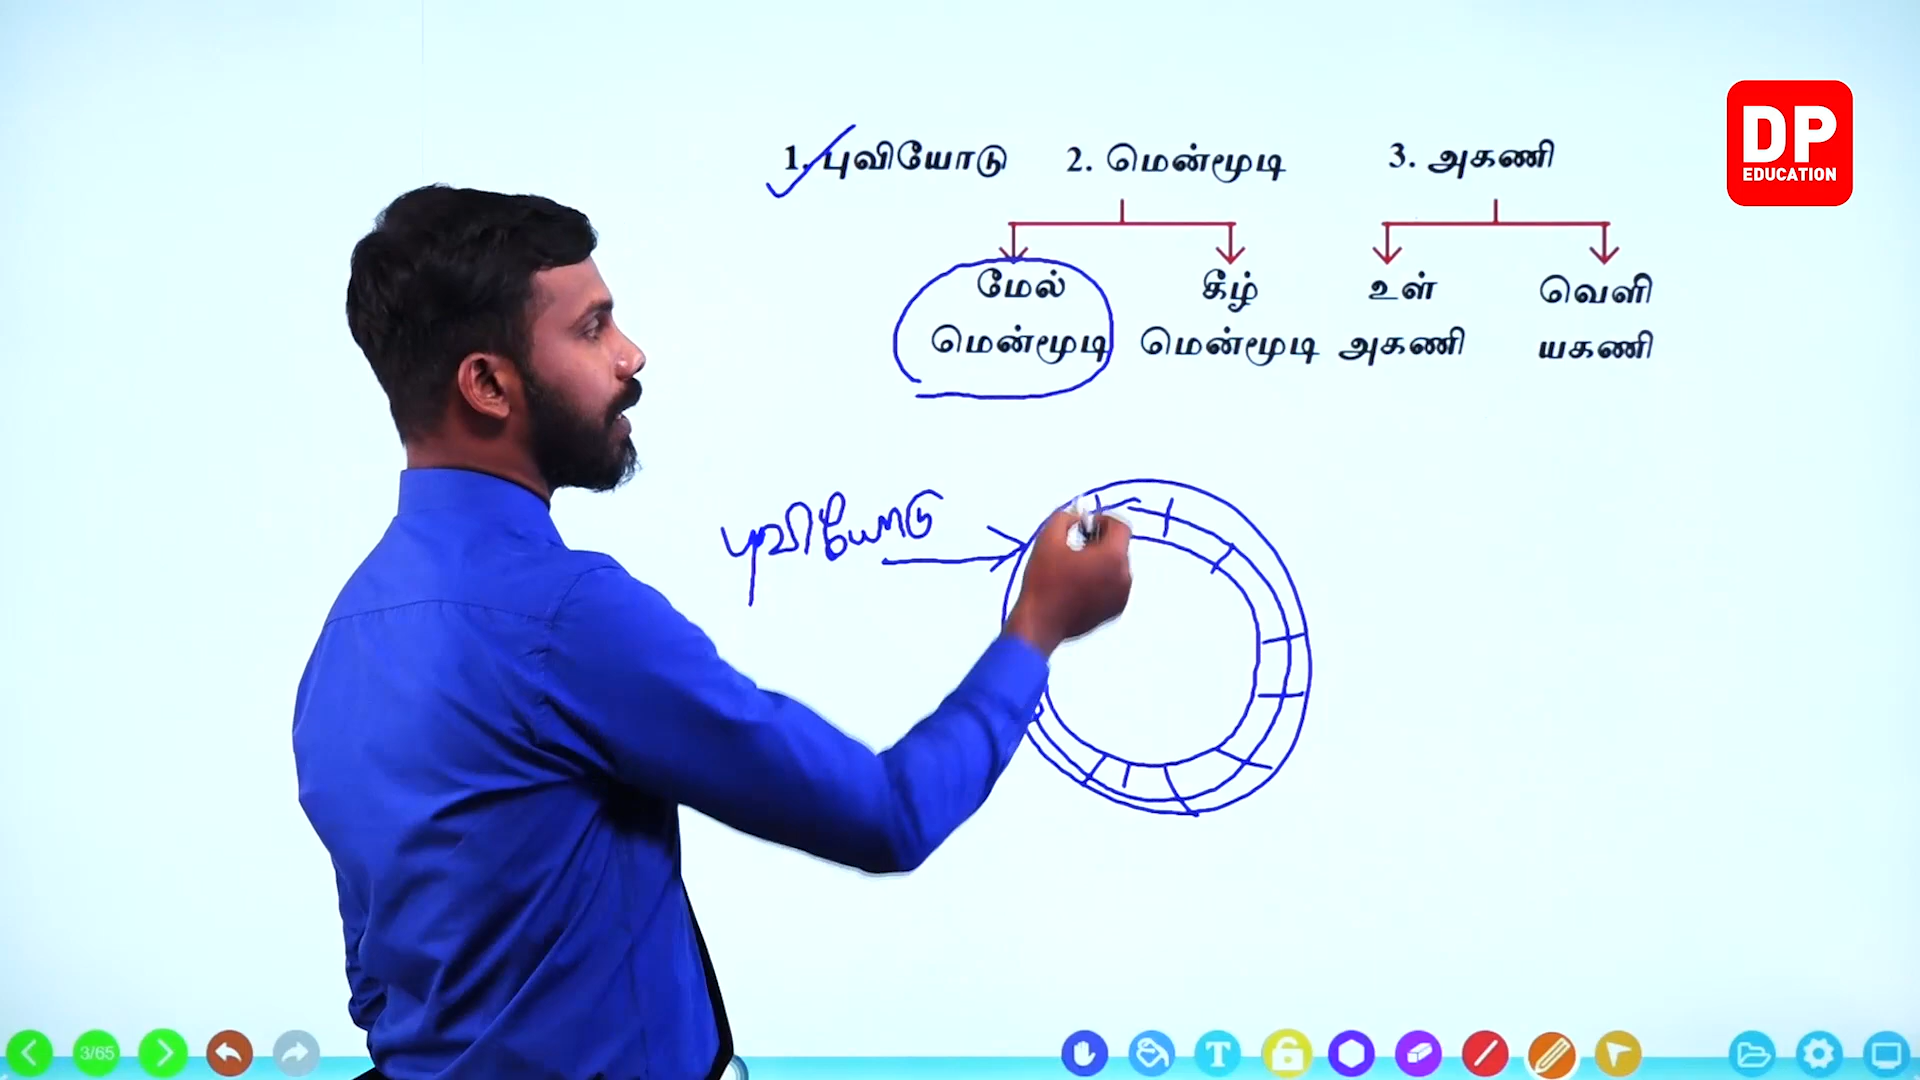 DP
EDUCATION
1. புவியோடு 2. மென்மூடி 3. அகணி
மேல் கீழ் உள் வெளி
மென்மூடி மென்மூடி அகணி யகணி
புவியோடு
3/65
T